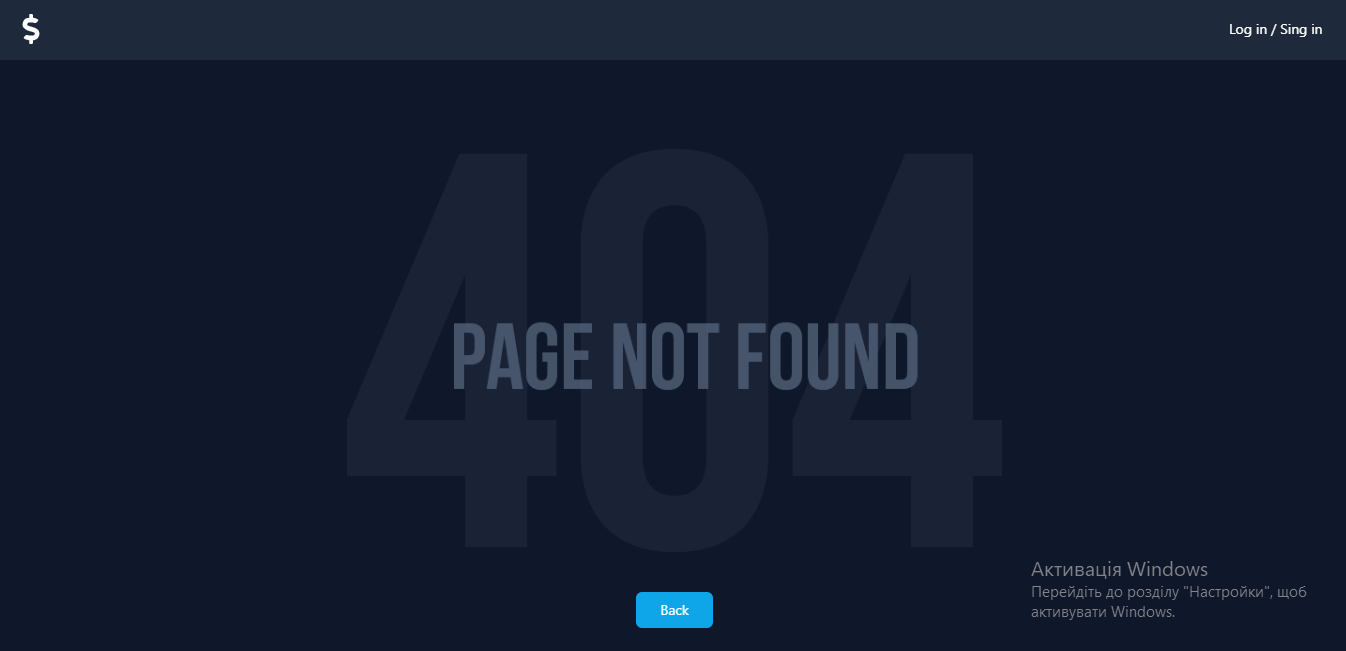 $
Log in / Sing in
404
PAGE NOT FOUND
Back
Активація Windows
Перейдіть до розділу "Настройки", щоб
активувати Windows.